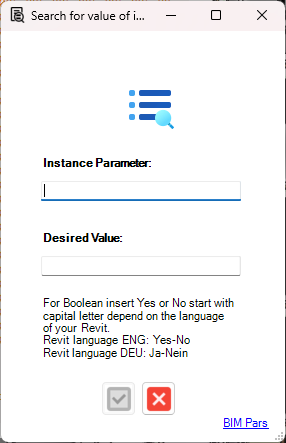 Search for value of i...
Instance Parameter:
Desired Value:
For Boolean insert Yes or No start with
capital letter depend on the language
of your Revit.
Revit language ENG: Yes-No
Revit language DEU: Ja-Nein
BIM Pars